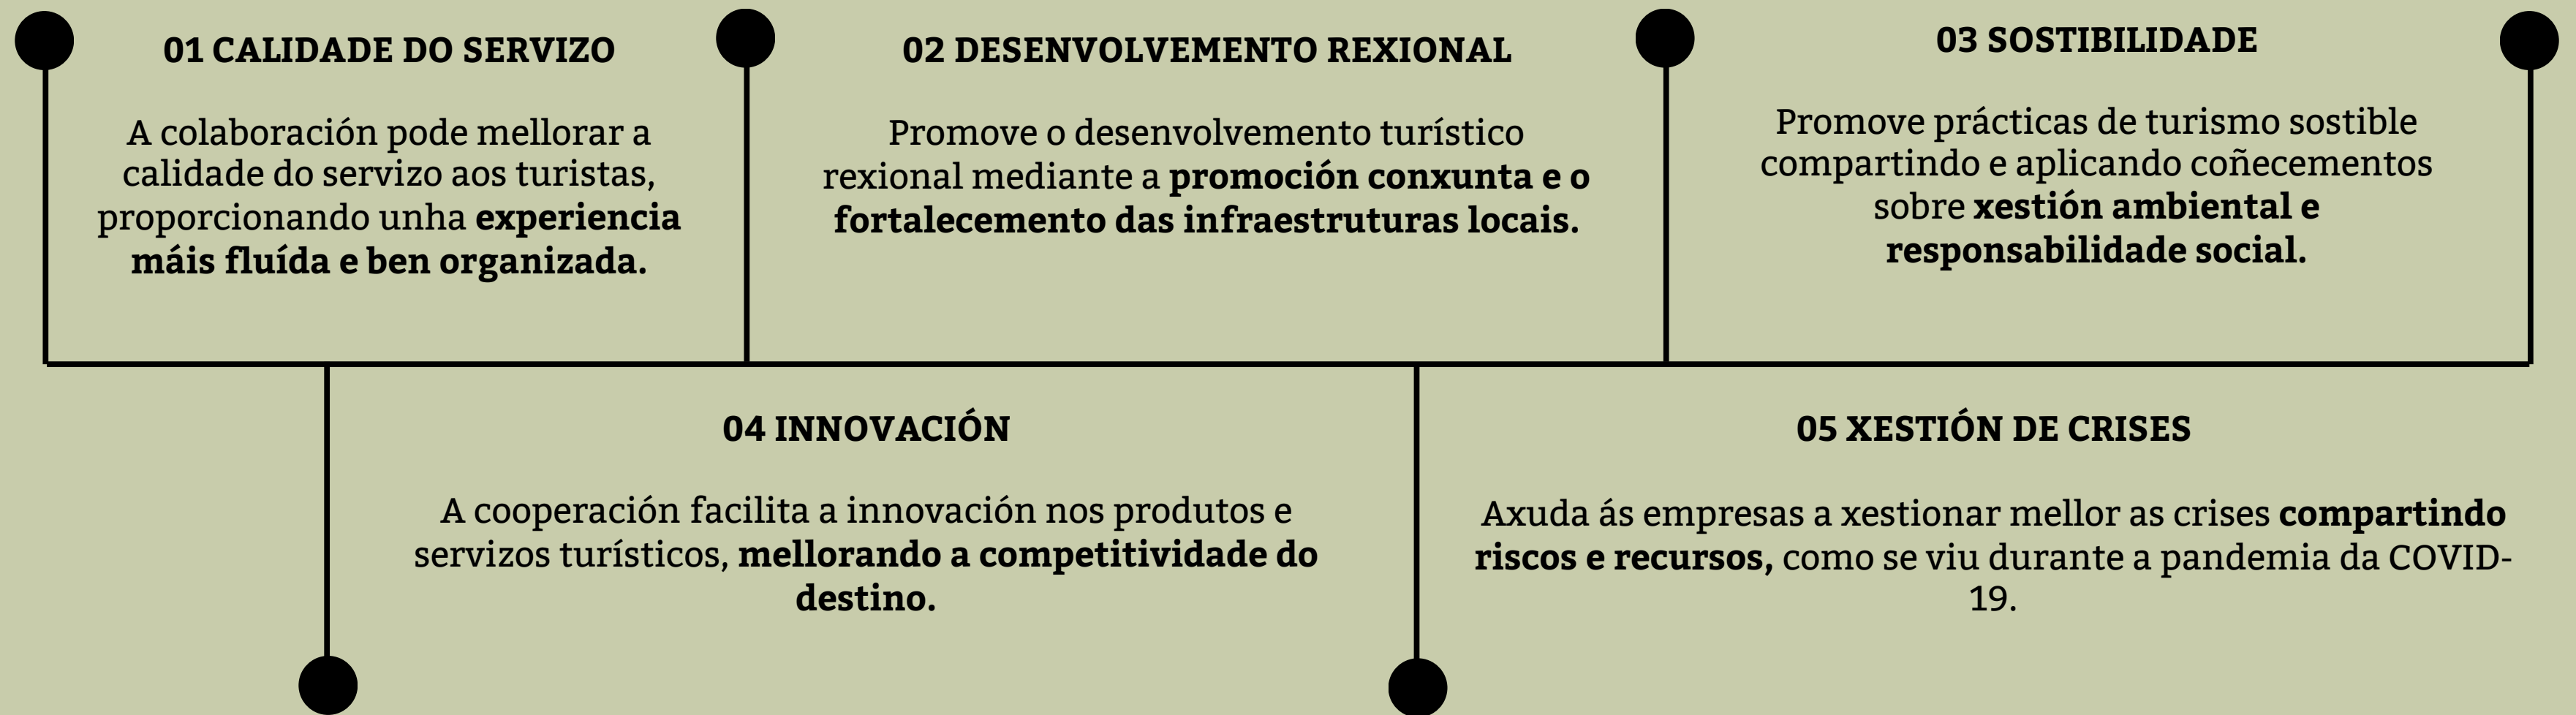 01 CALIDADE DO SERVIZO
A colaboración pode mellorar a
calidade do servizo aos turistas,
proporcionando unha experiencia
máis fluída e ben organizada.
02 DESENVOLVEMENTO REXIONAL
Promove o desenvolvemento turístico
rexional mediante a promoción conxunta e o
fortalecemento das infraestruturas locais.
03 SOSTIBILIDADE
Promove prácticas de turismo sostible
compartindo e aplicando coñecementos
sobre xestión ambiental e
responsabilidade social.
04 INNOVACIÓN
A cooperación facilita a innovación nos produtos e
servizos turísticos, mellorando a competitividade do
destino.
05 XESTIÓN DE CRISES
Axuda ás empresas a xestionar mellor as crises compartindo
riscos e recursos, como se viu durante a pandemia da COVID-
19.